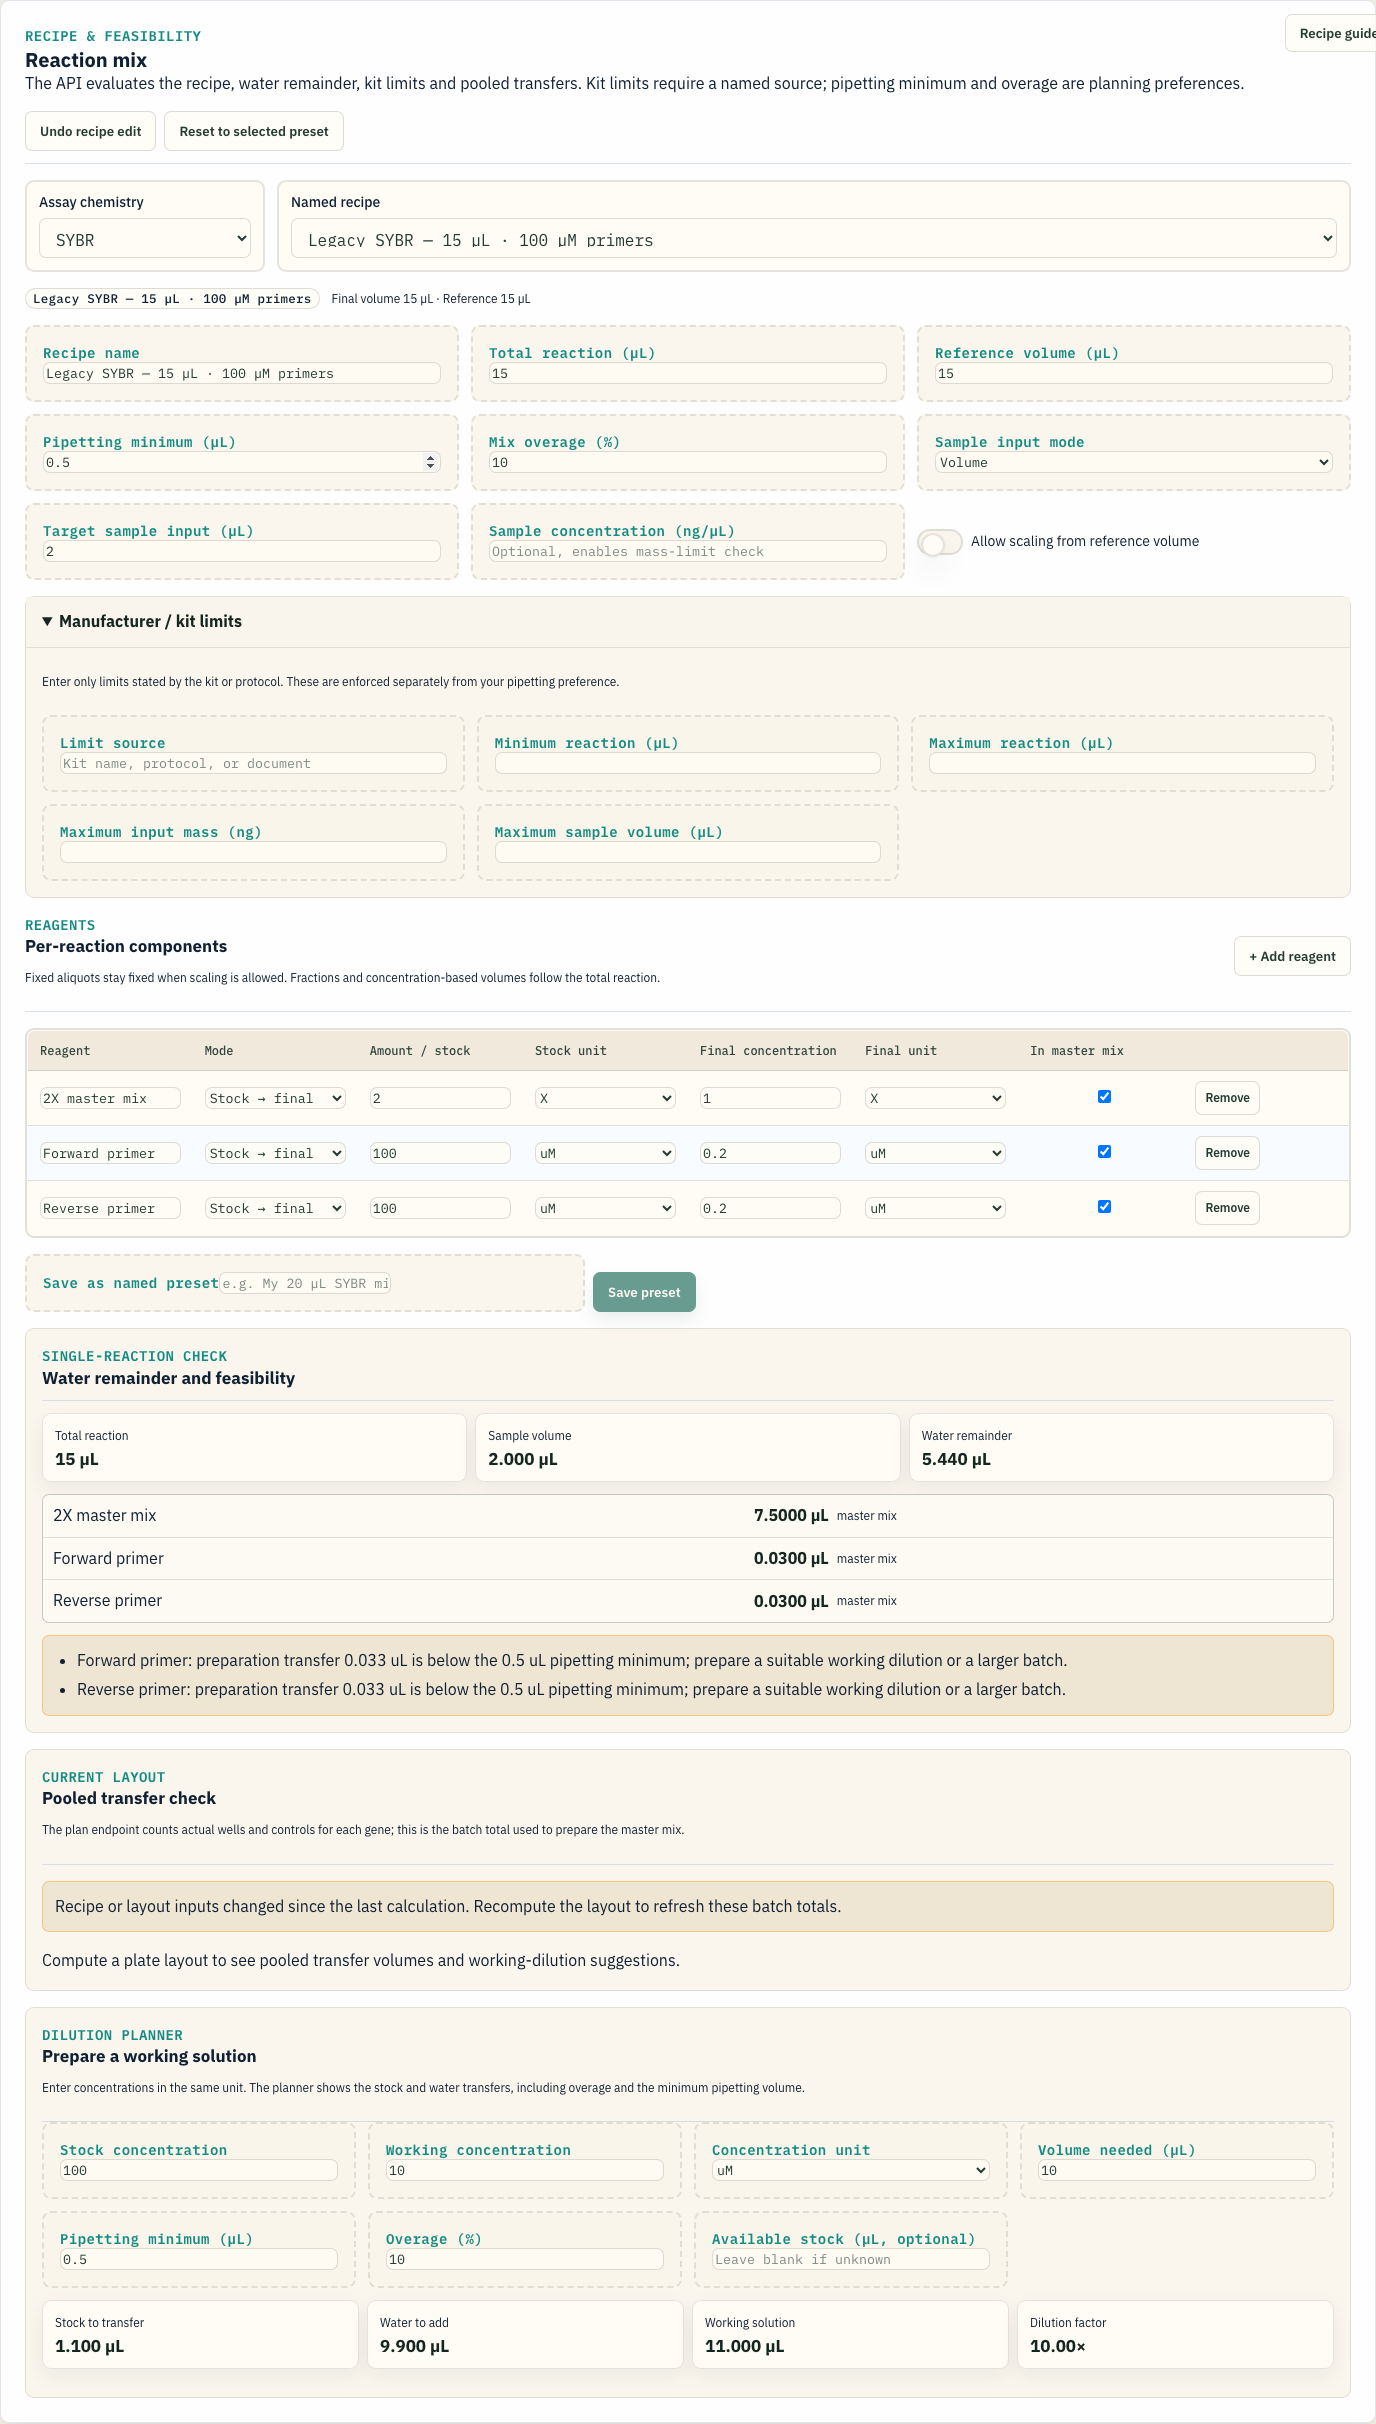 RECIPE & FEASIBILITY
Recipe guide
Reaction mix
The API evaluates the recipe, water remainder, kit limits and pooled transfers. Kit limits require a named source; pipetting minimum and overage are planning preferences.
Undo recipe edit
Reset to selected preset
Assay chemistry
Named recipe
SYBR
Legacy SYBR — 15 µL · 100 µM primers
Legacy SYBR — 15 µL · 100 µM primers
Final volume 15 µL · Reference 15 µL
Recipe name
Total reaction (µL)
Reference volume (µL)
Legacy SYBR — 15 µL · 100 µM primers
15
15
Pipetting minimum (µL)
Mix overage (%)
Sample input mode
0.5
10
Volume
Target sample input (µL)
Sample concentration (ng/µL)
2
Optional, enables mass-limit check
Allow scaling from reference volume
▼ Manufacturer / kit limits
Enter only limits stated by the kit or protocol. These are enforced separately from your pipetting preference.
Limit source
Minimum reaction (µL)
Maximum reaction (µL)
Kit name, protocol, or document
Maximum input mass (ng)
Maximum sample volume (µL)
REAGENTS
Per-reaction components
+ Add reagent
Fixed aliquots stay fixed when scaling is allowed. Fractions and concentration-based volumes follow the total reaction.
Reagent Mode Amount / stock Stock unit Final concentration Final unit In master mix
2X master mix Stock → final 2 X 1 X Remove
Forward primer Stock → final 100 uM 0.2 uM Remove
Reverse primer Stock → final 100 uM 0.2 uM Remove
Save as named preset
e.g. My 20 µL SYBR mi
Save preset
SINGLE-REACTION CHECK
Water remainder and feasibility
Total reaction
Sample volume
Water remainder
15 µL
2.000 µL
5.440 µL
2X master mix 7.5000 µL master mix
Forward primer 0.0300 µL master mix
Reverse primer 0.0300 µL master mix
• Forward primer: preparation transfer 0.033 uL is below the 0.5 uL pipetting minimum; prepare a suitable working dilution or a larger batch.
• Reverse primer: preparation transfer 0.033 uL is below the 0.5 uL pipetting minimum; prepare a suitable working dilution or a larger batch.
CURRENT LAYOUT
Pooled transfer check
The plan endpoint counts actual wells and controls for each gene; this is the batch total used to prepare the master mix.
Recipe or layout inputs changed since the last calculation. Recompute the layout to refresh these batch totals.
Compute a plate layout to see pooled transfer volumes and working-dilution suggestions.
DILUTION PLANNER
Prepare a working solution
Enter concentrations in the same unit. The planner shows the stock and water transfers, including overage and the minimum pipetting volume.
Stock concentration
Working concentration
Concentration unit
Volume needed (µL)
100
10
uM
10
Pipetting minimum (µL)
Overage (%)
Available stock (µL, optional)
0.5
10
Leave blank if unknown
Stock to transfer
Water to add
Working solution
Dilution factor
1.100 µL
9.900 µL
11.000 µL
10.00×